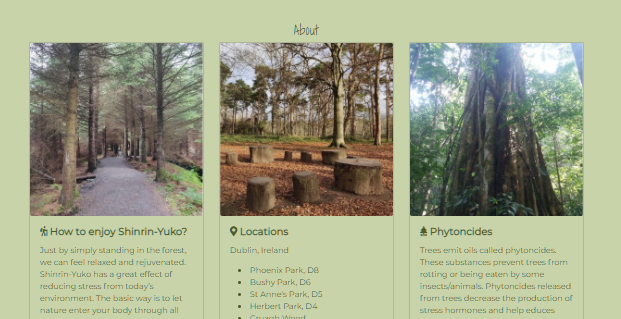 About
How to enjoy Shinrin-Yuko?
Just by simply standing in the forest,
we can feel relaxed and rejuvenated.
Shinrin-Yuko has a great effect of
reducing stress from today's
environment. The basic way is to let
nature enter your body through all
Locations
Dublin, Ireland
Phoenix Park, D8
Bushy Park, D6
St Anne's Park, D5
Herbert Park, D4
Cruagh Wood
Phytoncides
Trees emit oils called phytoncides.
These substances prevent trees from
rotting or being eaten by some
insects/animals. Phytoncides released
from trees decrease the production of
stress hormones and help educes